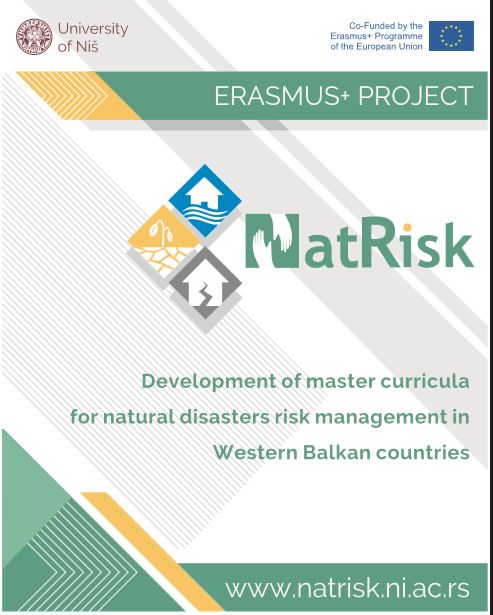 University
of Niš
Co-Funded by the
Erasmus+ Programme
of the European Union
ERASMUS+ PROJECT
NatRisk
Development of master curricula
for natural disasters risk management in
Western Balkan countries
www.natrisk.ni.ac.rs